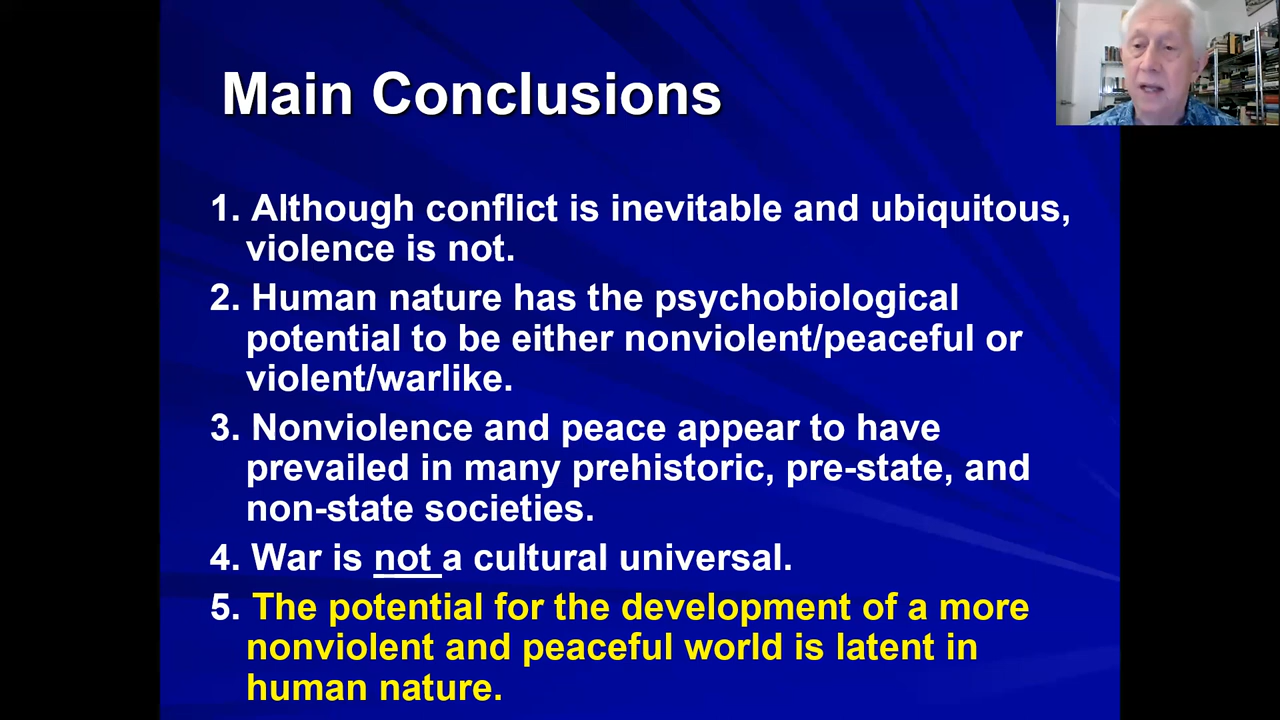 Main Conclusions
1. Although conflict is inevitable and ubiquitous,
violence is not.
2. Human nature has the psychobiological
potential to be either nonviolent/peaceful or
violent/warlike.
3. Nonviolence and peace appear to have
prevailed in many prehistoric, pre-state, and
non-state societies.
4. War is not a cultural universal.
5. The potential for the development of a more
nonviolent and peaceful world is latent in
human nature.